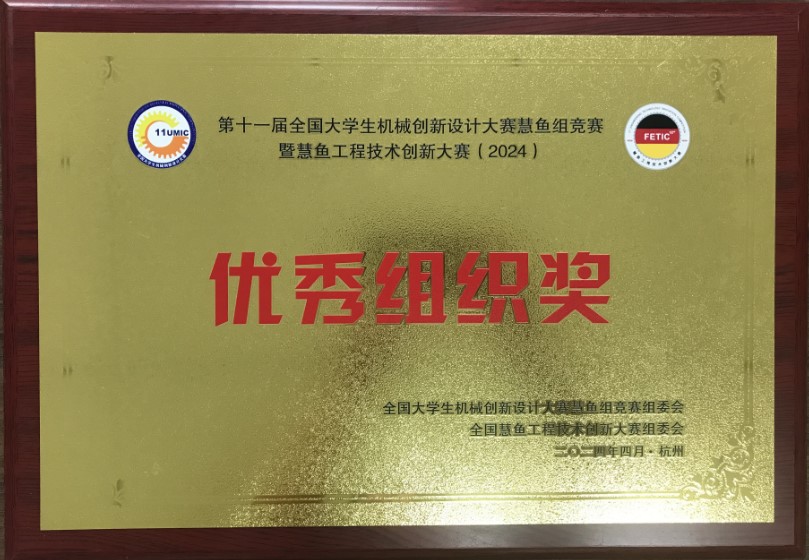 第十一届全国大学生机械创新设计大赛慧鱼组竞赛
暨慧鱼工程技术创新大赛（2024）
11UMIC
FETIC
优秀组织奖
全国大学生机械创新设计大赛慧鱼组竞赛组委会
全国慧鱼工程技术创新大赛组委会
二〇二四年四月·杭州